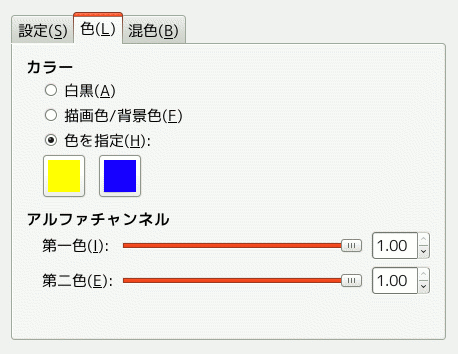 設定(S) 色(L) 混色(B)
カラー
白黒(A)
描画色/背景色(F)
色を指定(H):
アルファチャンネル
第一色(I): 1.00
第二色(E): 1.00